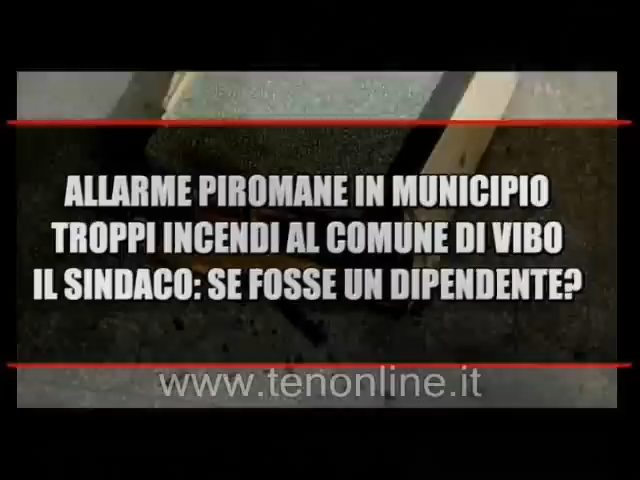 ALLARME PIROMANE IN MUNICIPIO
TROPPI INCENDI AL COMUNE DI VIBO
IL SINDACO: SE FOSSE UN DIPENDENTE?
www.tenonline.it